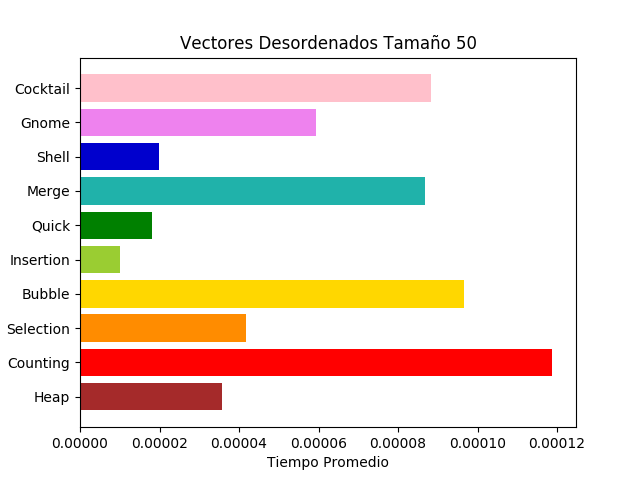 Vectores Desordenados Tamaño 50
Cocktail
Gnome
Shell
Merge
Quick
Insertion
Bubble
Selection
Counting
Heap
0.00000 0.00002 0.00004 0.00006 0.00008 0.00010 0.00012
Tiempo Promedio